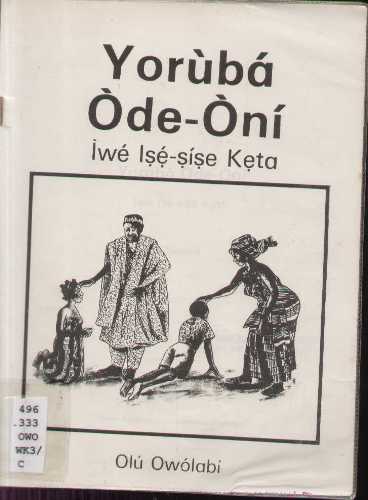 Yorùbá
Òde-Òní
Ìwé Iṣẹ́-ṣíṣe Kẹta
496
.333
OWO
WK3/
C
Olú Owólabí